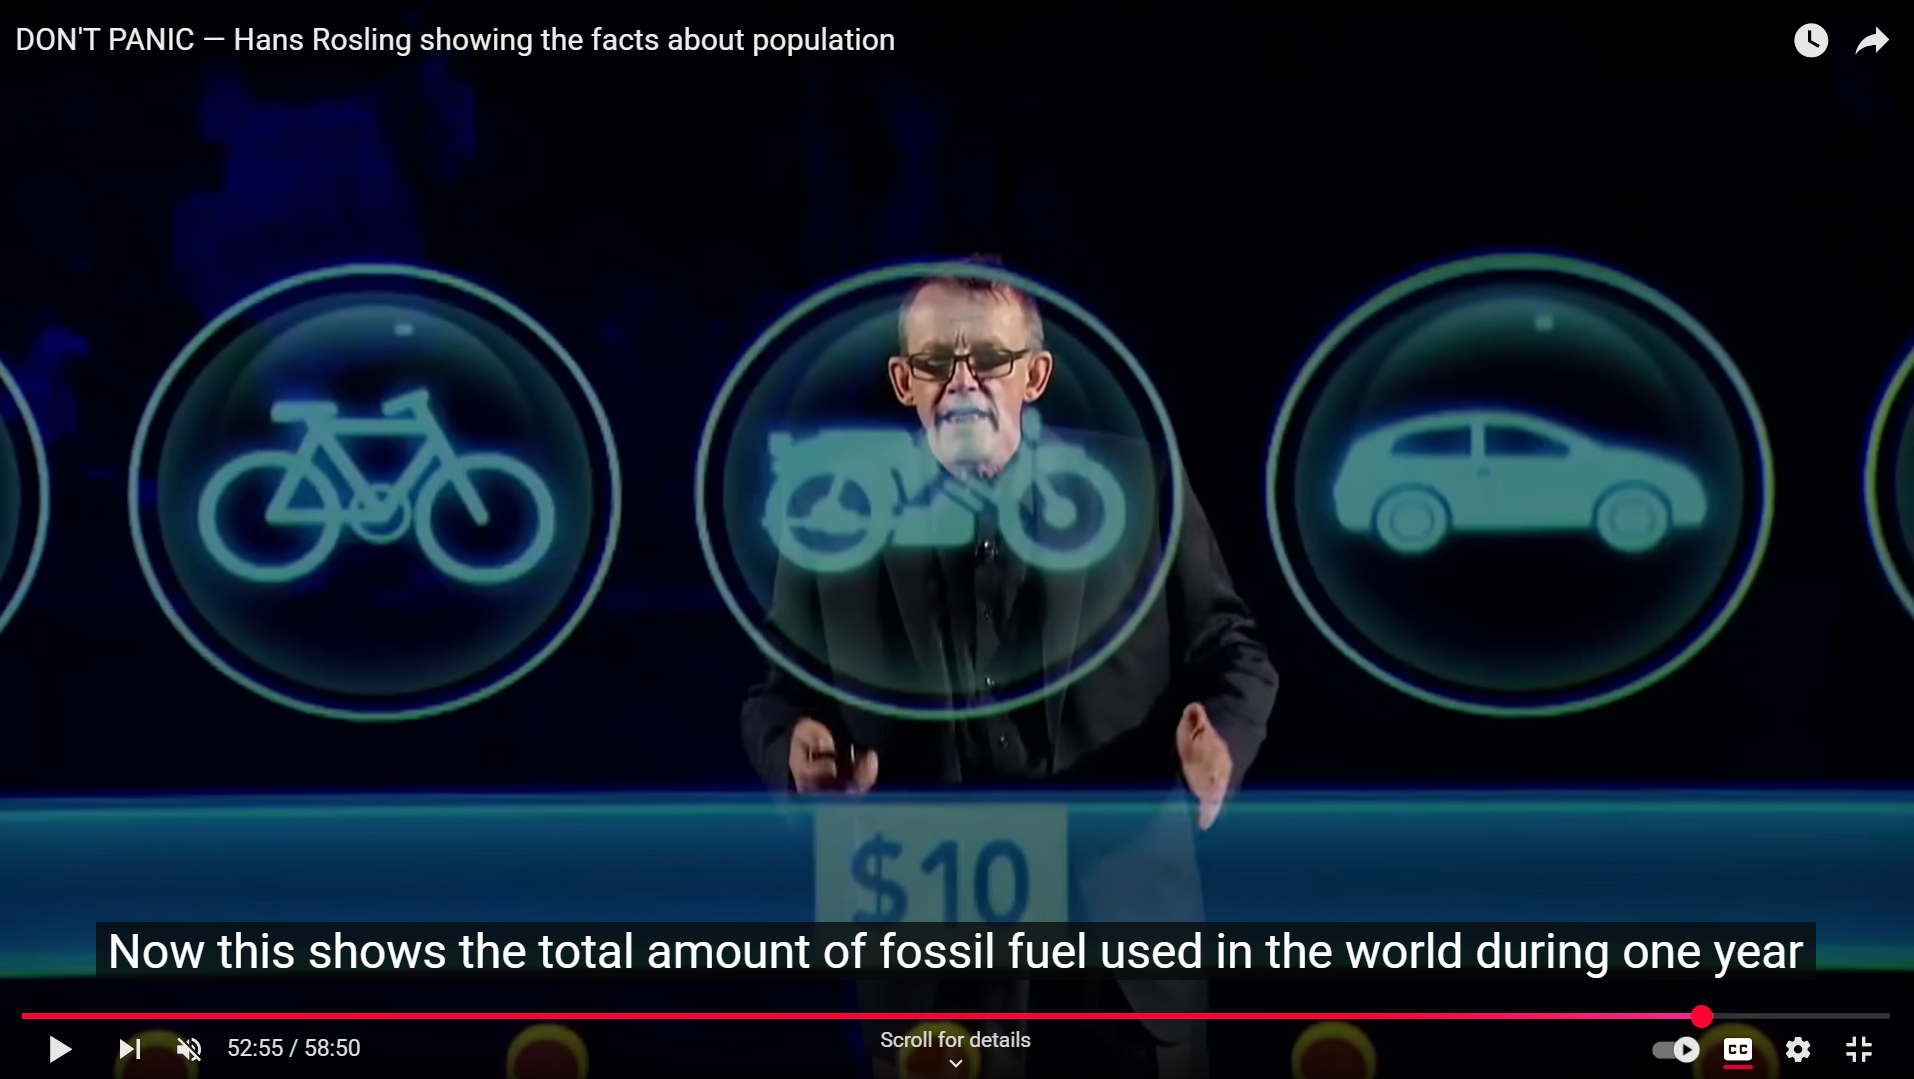 DON'T PANIC — Hans Rosling showing the facts about population
$10
Now this shows the total amount of fossil fuel used in the world during one year
Scroll for details
52:55 / 58:50
CC